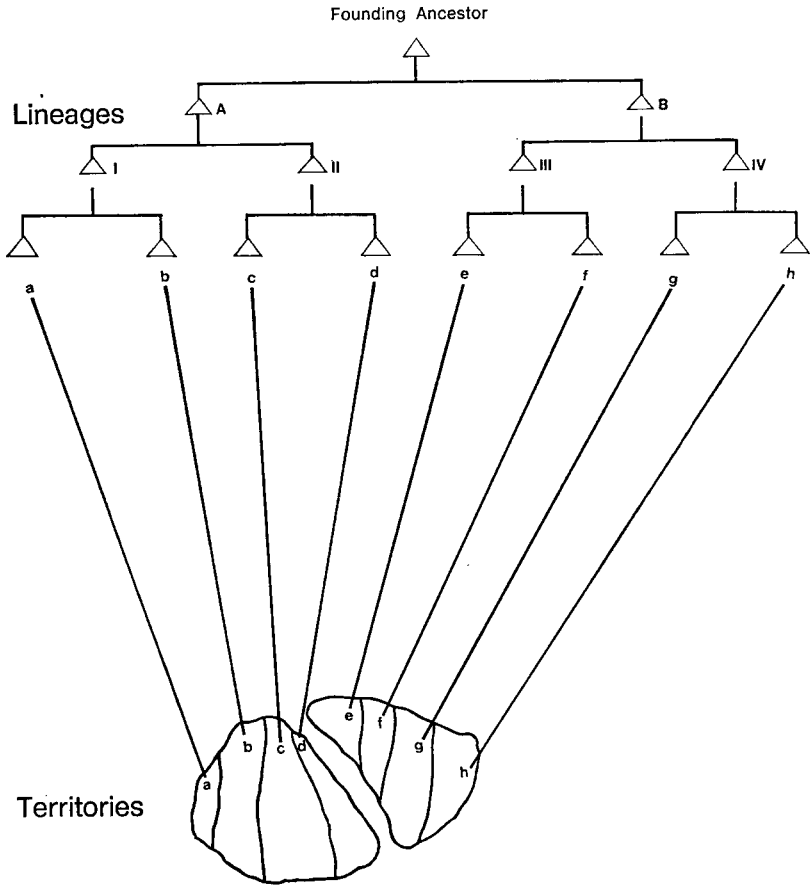 Founding Ancestor
Lineages
A
B
I
II
III
IV
a
b
c
d
e
f
g
h
e
f
b
c
d
g
h
a
Territories